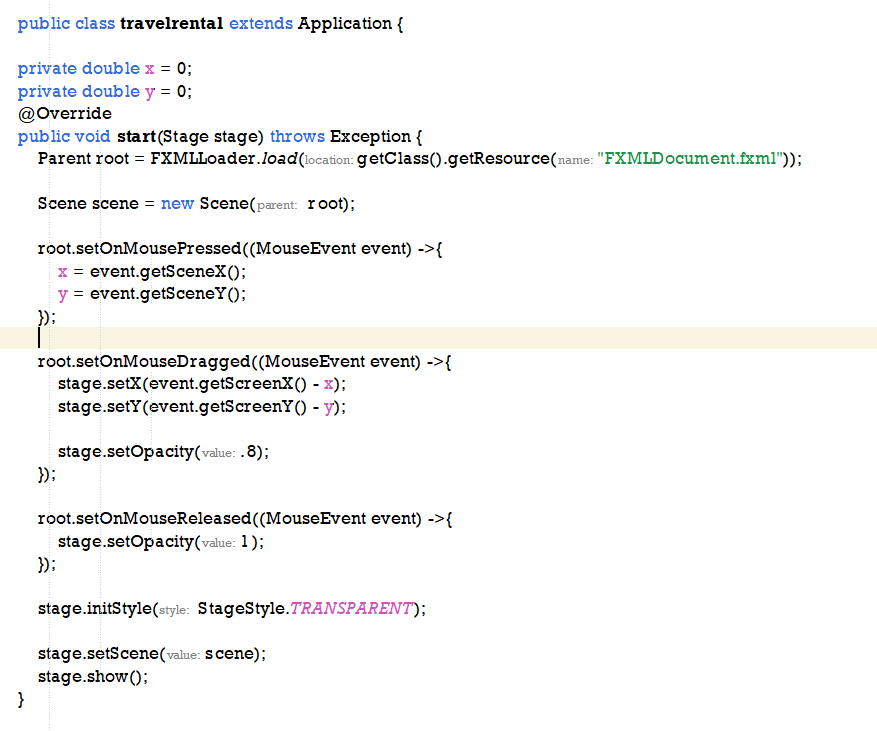 public class travelrental extends Application {
private double x = 0;
private double y = 0;
@Override
public void start(Stage stage) throws Exception {
Parent root = FXMLLoader.load(location: getClass().getResource(name: "FXMLDocument.fxml"));
Scene scene = new Scene(parent: root);
root.setOnMousePressed((MouseEvent event) ->{
x = event.getSceneX();
y = event.getSceneY();
});
root.setOnMouseDragged((MouseEvent event) ->{
stage.setX(event.getScreenX() - x);
stage.setY(event.getScreenY() - y);
stage.setOpacity(value: .8);
});
root.setOnMouseReleased((MouseEvent event) ->{
stage.setOpacity(value: 1);
});
stage.initStyle(style: StageStyle.TRANSPARENT);
stage.setScene(value: scene);
stage.show();
}